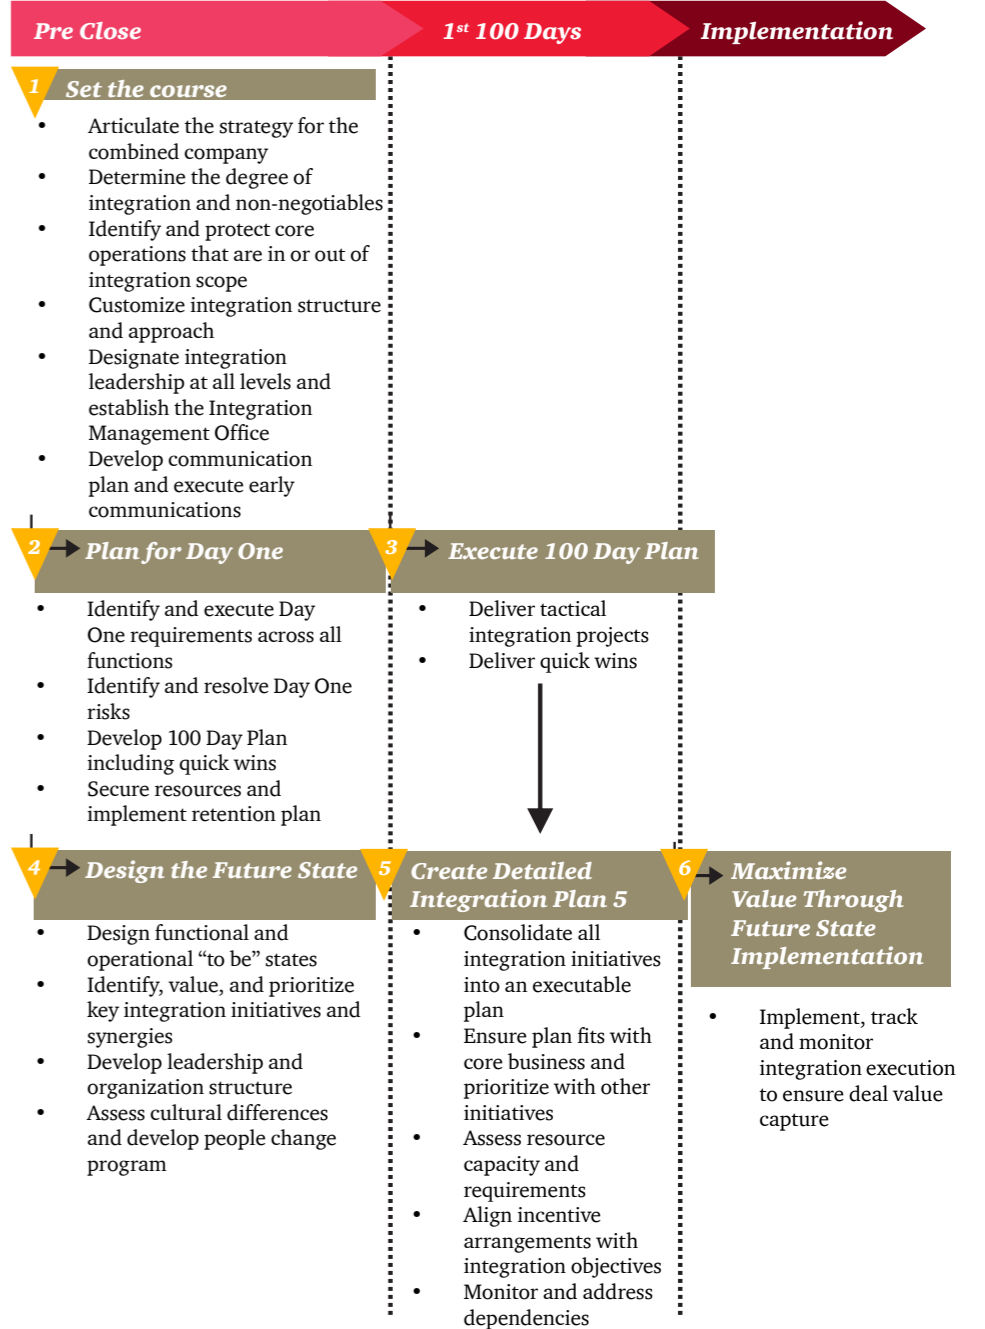 Pre Close
1st 100 Days
Implementation
1
Set the course
• Articulate the strategy for the
combined company
• Determine the degree of
integration and non-negotiables
• Identify and protect core
operations that are in or out of
integration scope
• Customize integration structure
and approach
• Designate integration
leadership at all levels and
establish the Integration
Management Office
• Develop communication
plan and execute early
communications
2
Plan for Day One
• Identify and execute Day
One requirements across all
functions
• Identify and resolve Day One
risks
• Develop 100 Day Plan
including quick wins
• Secure resources and
implement retention plan
3
Execute 100 Day Plan
• Deliver tactical
integration projects
• Deliver quick wins
4
Design the Future State
• Design functional and
operational “to be” states
• Identify, value, and prioritize
key integration initiatives and
synergies
• Develop leadership and
organization structure
• Assess cultural differences
and develop people change
program
5
Create Detailed
Integration Plan 5
• Consolidate all
integration initiatives
into an executable
plan
• Ensure plan fits with
core business and
prioritize with other
initiatives
• Assess resource
capacity and
requirements
• Align incentive
arrangements with
integration objectives
• Monitor and address
dependencies
6
Maximize
Value Through
Future State
Implementation
• Implement, track
and monitor
integration execution
to ensure deal value
capture